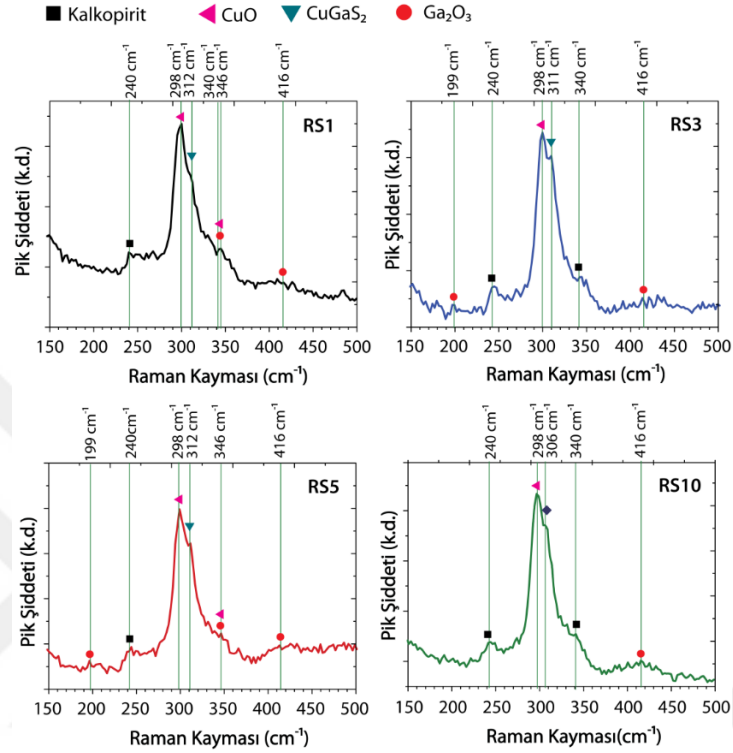 Kalkopirit CuO CuGaS₂ Ga₂O₃
240 cm⁻¹ 298 cm⁻¹ 312 cm⁻¹ 340 cm⁻¹ 346 cm⁻¹ 416 cm⁻¹
RS1
Pik Şiddeti (k.d.)
150 200 250 300 350 400 450 500
Raman Kayması (cm⁻¹)
199 cm⁻¹ 240 cm⁻¹ 298 cm⁻¹ 311 cm⁻¹ 340 cm⁻¹ 416 cm⁻¹
RS3
Pik Şiddeti (k.d.)
150 200 250 300 350 400 450 500
Raman Kayması (cm⁻¹)
199 cm⁻¹ 240cm⁻¹ 298 cm⁻¹ 312 cm⁻¹ 346 cm⁻¹ 416 cm⁻¹
RS5
Pik Şiddeti (k.d.)
150 200 250 300 350 400 450 500
Raman Kayması (cm⁻¹)
240 cm⁻¹ 298 cm⁻¹ 306 cm⁻¹ 340 cm⁻¹ 416 cm⁻¹
RS10
Pik Şiddeti (k.d.)
150 200 250 300 350 400 450 500
Raman Kayması(cm⁻¹)